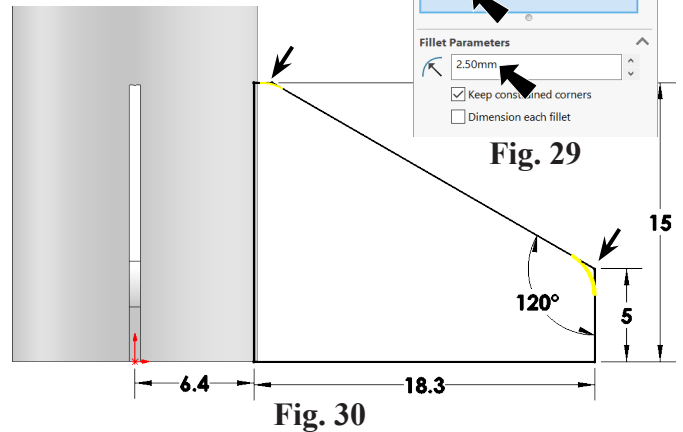 Fillet Parameters
2.50mm
Keep constrained corners
Dimension each fillet
Fig. 29
15
120°
5
6.4
18.3
Fig. 30